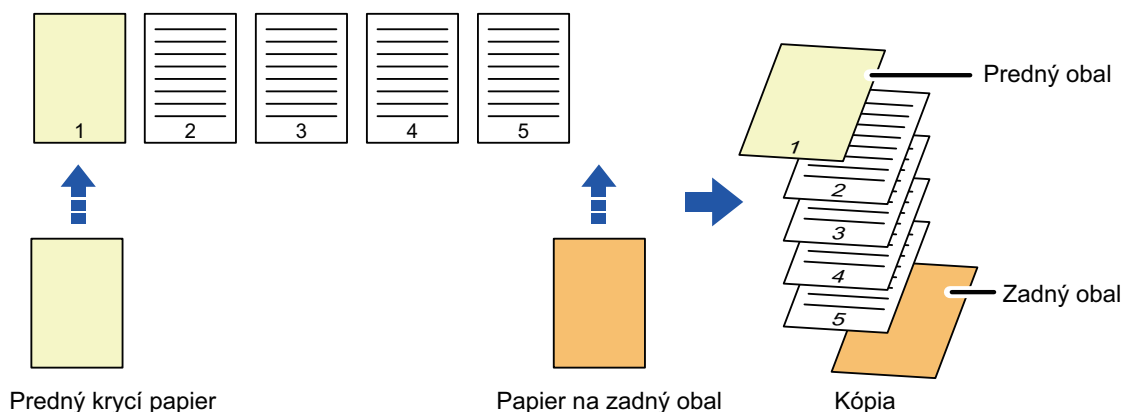 1
2
3
4
5
Predný obal
1
2
3
4
5
Zadný obal
Predný krycí papier
Papier na zadný obal
Kópia